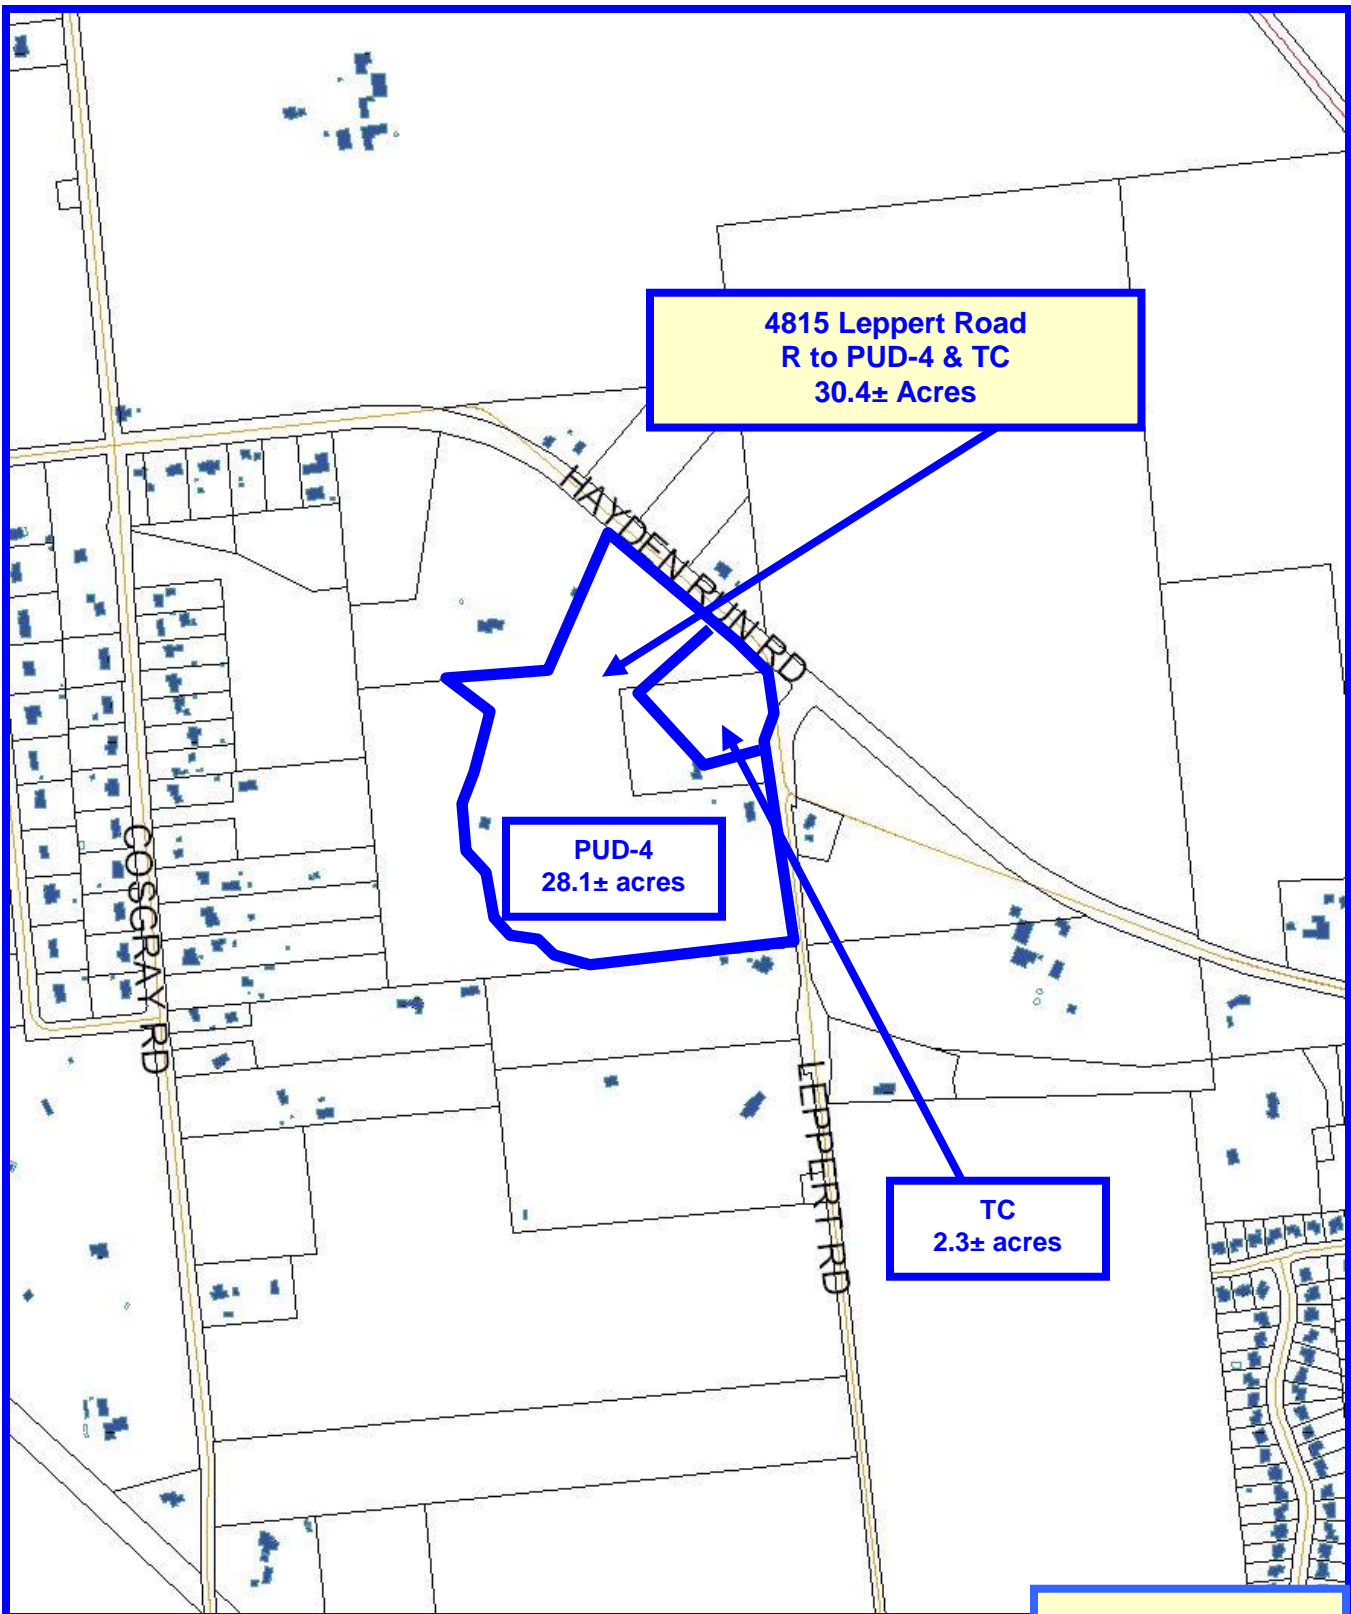 4815 Leppert Road
R to PUD-4 & TC
30.4± Acres
HAYDEN RUN RD
PUD-4
28.1± acres
COSGRAY RD
LEPPERT RD
TC
2.3± acres